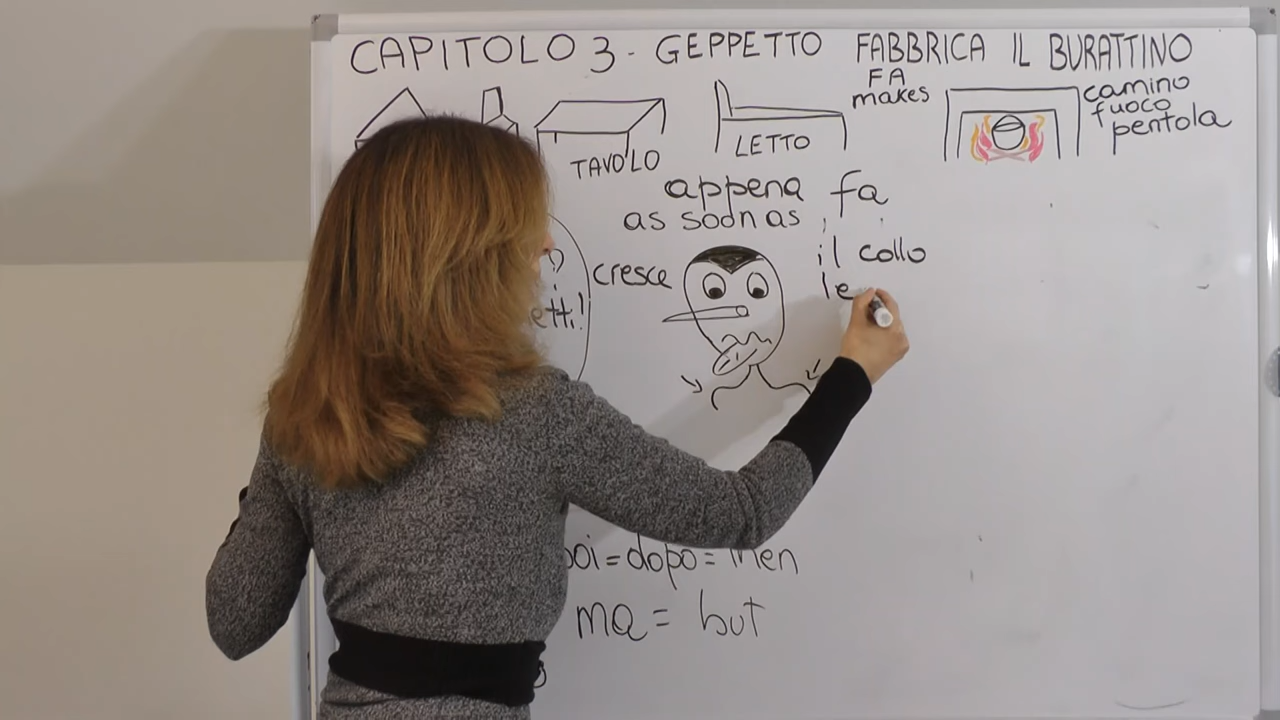 CAPITOLO 3 - GEPPETTO FABBRICA IL BURATTINO
FA
makes
camino
fuoco
pentola
TAVOLO
LETTO
appena fa
as soon as
il collo
le
cresce
?
etti!
poi = dopo = then
ma = but